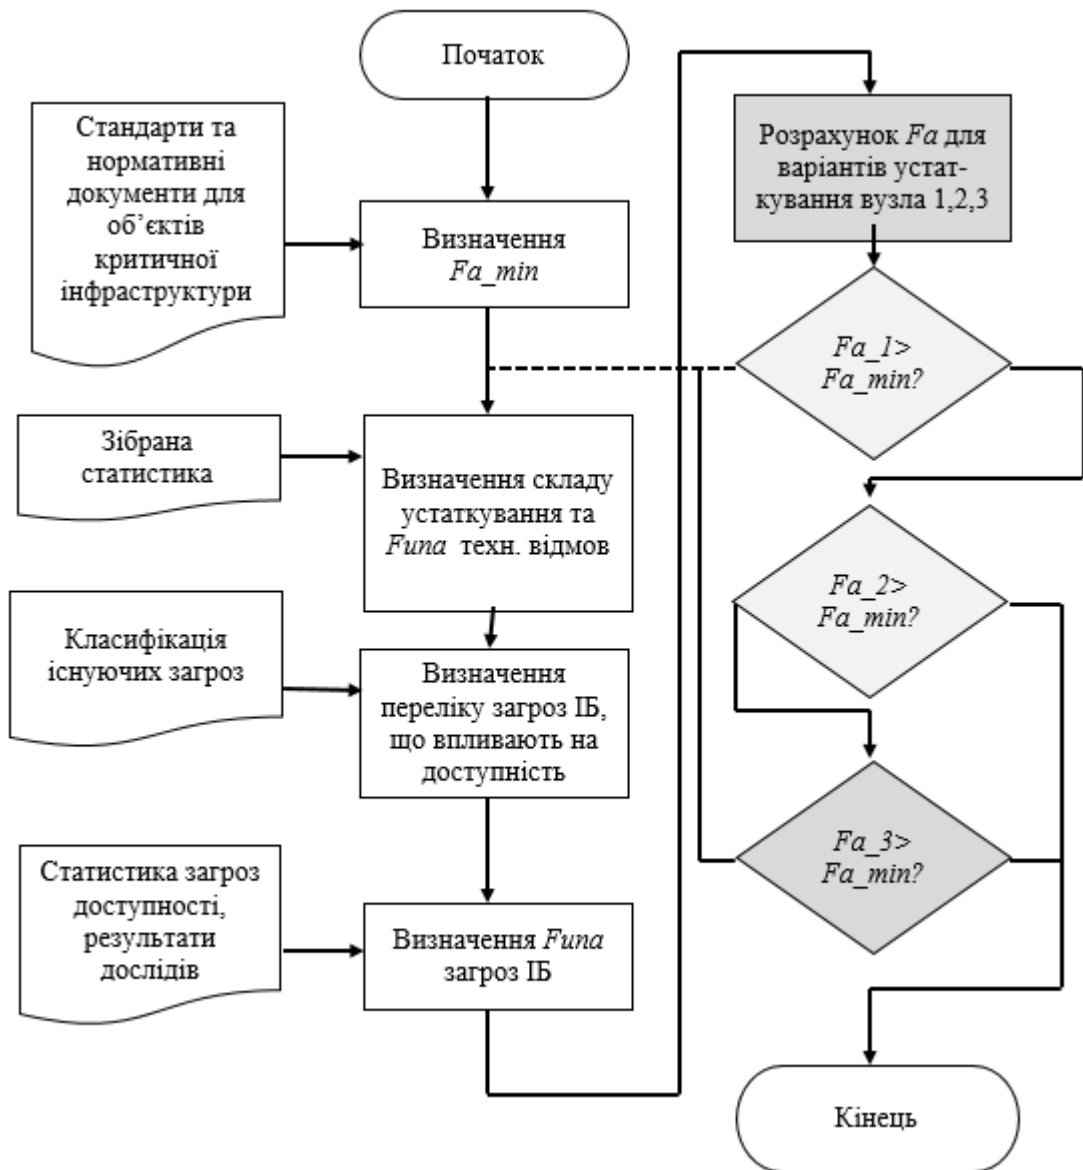 Початок
Стандарти та
нормативні
документи для
об’єктів
критичної
інфраструктури
Визначення
Fa_min
Зібрана
статистика
Визначення складу
устаткування та
Funa техн. відмов
Класифікація
існуючих загроз
Визначення
переліку загроз ІБ,
що впливають на
доступність
Статистика загроз
доступності,
результати
дослідів
Визначення Funa
загроз ІБ
Розрахунок Fa для
варіантів устат-
кування вузла 1,2,3
Fa_1>
Fa_min?
Fa_2>
Fa_min?
Fa_3>
Fa_min?
Кінець